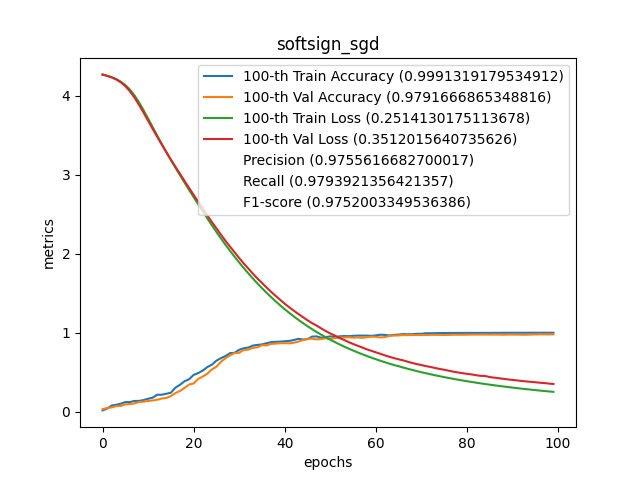 softsign_sgd
100-th Train Accuracy (0.9991319179534912)
100-th Val Accuracy (0.9791666865348816)
100-th Train Loss (0.2514130175113678)
100-th Val Loss (0.3512015640735626)
Precision (0.9755616682700017)
Recall (0.9793921356421357)
F1-score (0.9752003349536386)
metrics
4
3
2
1
0
0 20 40 60 80 100
epochs